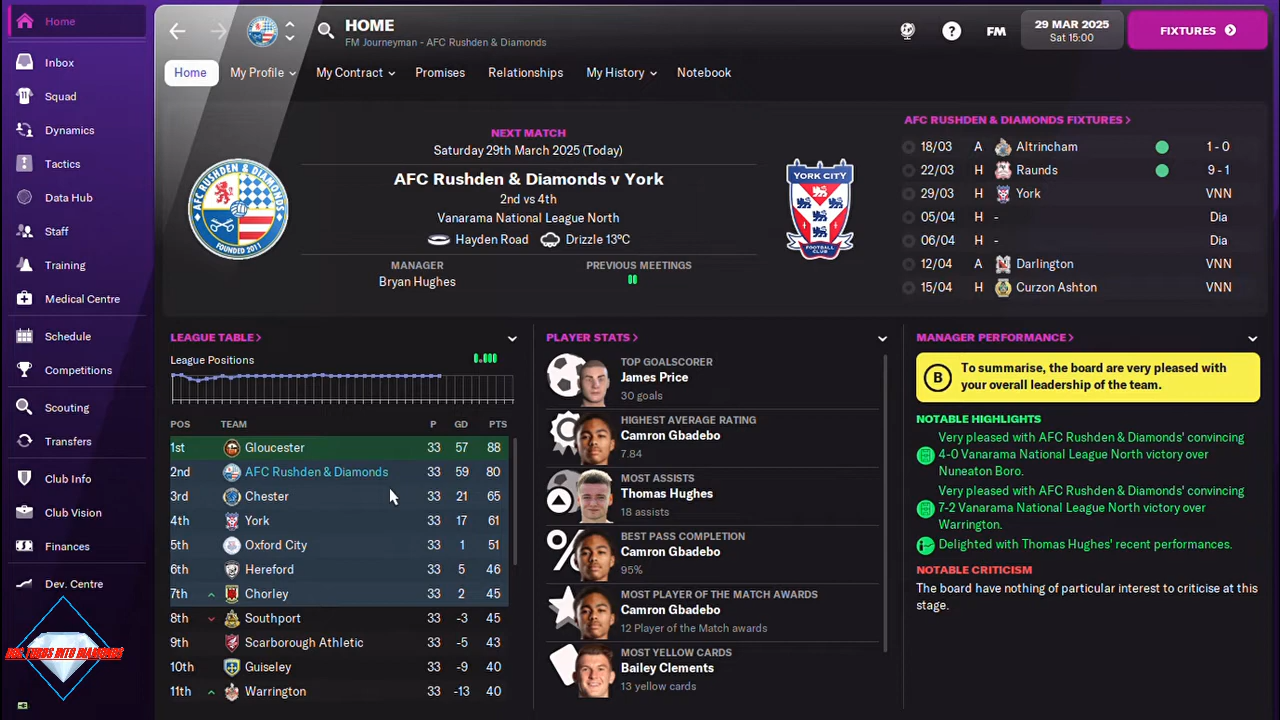 Home
HOME
FM Journeyman - AFC Rushden & Diamonds
?
FM
29 MAR 2025
Sat 15:00
FIXTURES
Inbox
Squad
Dynamics
Tactics
Data Hub
Staff
Training
Medical Centre
Schedule
Competitions
Scouting
Transfers
Club Info
Club Vision
Finances
Dev. Centre
Home My Profile My Contract Promises Relationships My History Notebook
NEXT MATCH
Saturday 29th March 2025 (Today)
AFC Rushden & Diamonds v York
2nd vs 4th
Vanarama National League North
Hayden Road Drizzle 13ºC
MANAGER
Bryan Hughes
PREVIOUS MEETINGS
AFC RUSHDEN & DIAMONDS
FOUNDED 2011
YORK CITY
FOOTBALL CLUB
AFC RUSHDEN & DIAMONDS FIXTURES
18/03 A Altrincham 1 - 0
22/03 H Raunds 9 - 1
29/03 H York VNN
05/04 H - Dia
06/04 H - Dia
12/04 A Darlington VNN
15/04 H Curzon Ashton VNN
LEAGUE TABLE
League Positions
POS TEAM P GD PTS
1st Gloucester 33 57 88
2nd AFC Rushden & Diamonds 33 59 80
3rd Chester 33 21 65
4th York 33 17 61
5th Oxford City 33 1 51
6th Hereford 33 5 46
7th Chorley 33 2 45
8th Southport 33 -3 45
9th Scarborough Athletic 33 -5 43
10th Guiseley 33 -9 40
11th Warrington 33 -13 40
PLAYER STATS
TOP GOALSCORER
James Price
30 goals
HIGHEST AVERAGE RATING
Camron Gbadebo
7.84
MOST ASSISTS
Thomas Hughes
18 assists
BEST PASS COMPLETION
Camron Gbadebo
95%
MOST PLAYER OF THE MATCH AWARDS
Camron Gbadebo
12 Player of the Match awards
MOST YELLOW CARDS
Bailey Clements
13 yellow cards
MANAGER PERFORMANCE
B
To summarise, the board are very pleased with
your overall leadership of the team.
NOTABLE HIGHLIGHTS
Very pleased with AFC Rushden & Diamonds' convincing
4-0 Vanarama National League North victory over
Nuneaton Boro.
Very pleased with AFC Rushden & Diamonds' convincing
7-2 Vanarama National League North victory over
Warrington.
Delighted with Thomas Hughes' recent performances.
NOTABLE CRITICISM
The board have nothing of particular interest to criticise at this
stage.